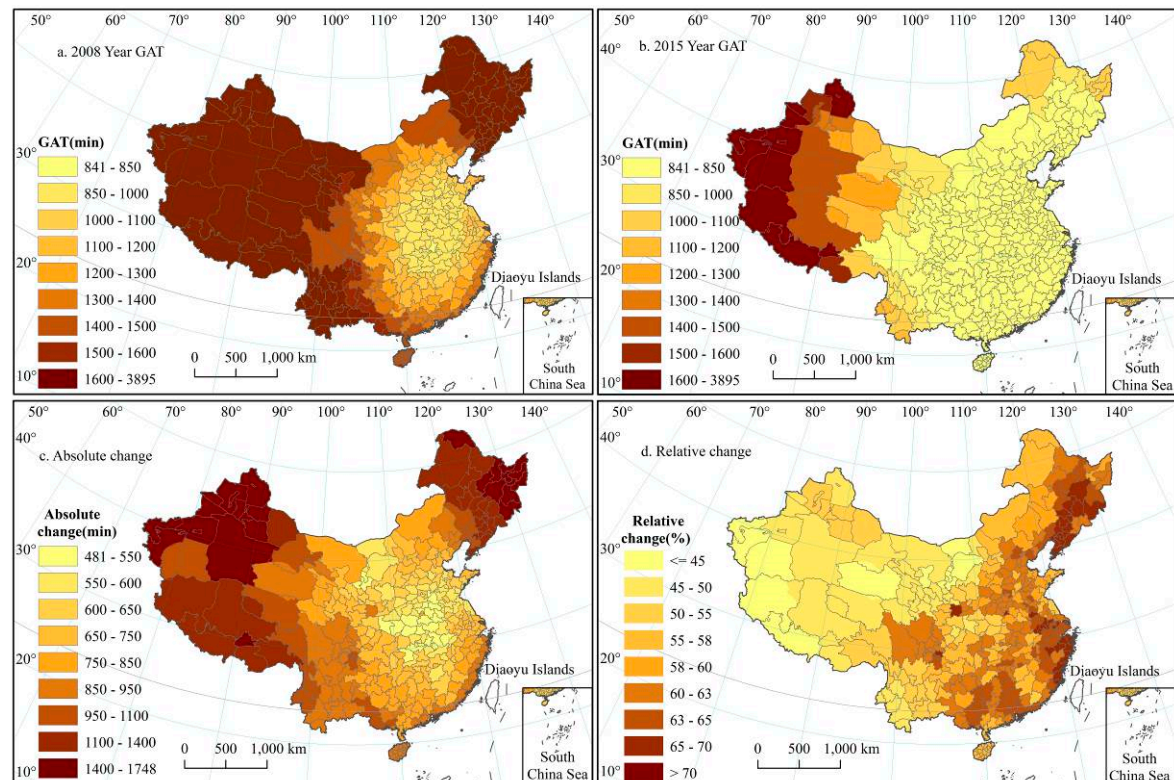 50° 60° 70° 80° 90° 100° 110° 120° 130° 140°
a. 2008 Year GAT
GAT(min)
30°
841 - 850
850 - 1000
1000 - 1100
1100 - 1200
1200 - 1300
20°
1300 - 1400
1400 - 1500
1500 - 1600
1600 - 3895
10°
0 500 1,000 km
Diaoyu Islands
South
China Sea
50° 60° 70° 80° 90° 100° 110° 120° 130° 140°
40°
b. 2015 Year GAT
GAT(min)
30°
841 - 850
850 - 1000
1000 - 1100
1100 - 1200
1200 - 1300
20°
1300 - 1400
1400 - 1500
1500 - 1600
1600 - 3895
10°
0 500 1,000 km
Diaoyu Islands
South
China Sea
50° 60° 70° 80° 90° 100° 110° 120° 130° 140°
40°
c. Absolute change
Absolute
change(min)
30°
481 - 550
550 - 600
600 - 650
650 - 750
750 - 850
20°
850 - 950
950 - 1100
1100 - 1400
1400 - 1748
10°
0 500 1,000 km
Diaoyu Islands
South
China Sea
50° 60° 70° 80° 90° 100° 110° 120° 130° 140°
40°
d. Relative change
Relative
change(%)
30°
<= 45
45 - 50
50 - 55
55 - 58
58 - 60
20°
60 - 63
63 - 65
65 - 70
> 70
10°
0 500 1,000 km
Diaoyu Islands
South
China Sea